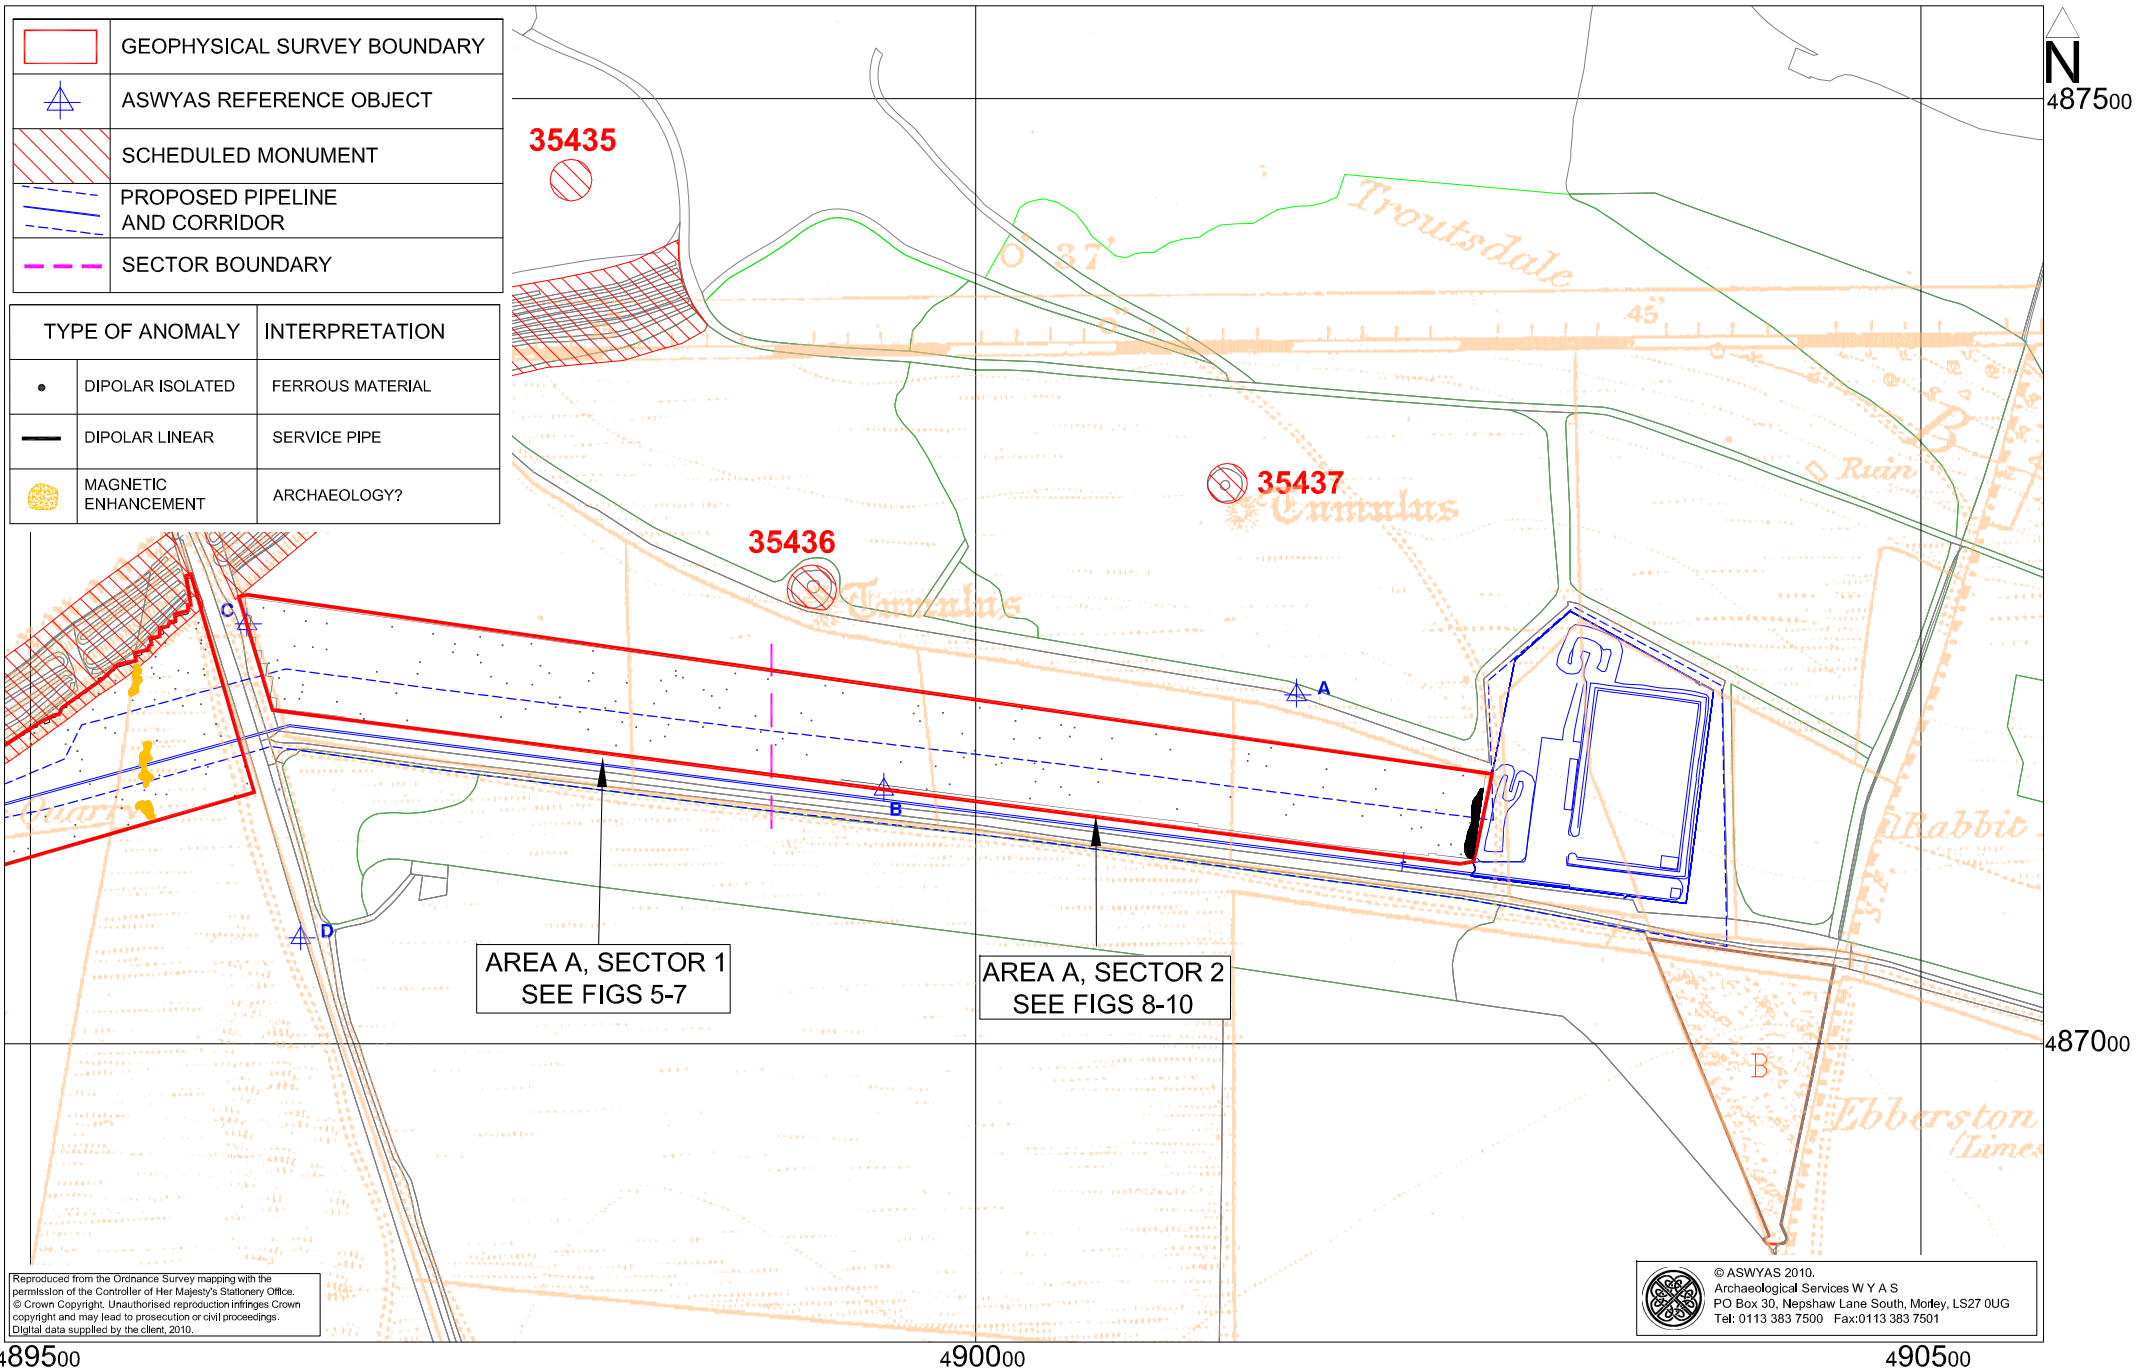 GEOPHYSICAL SURVEY BOUNDARY
ASWYAS REFERENCE OBJECT
SCHEDULED MONUMENT
PROPOSED PIPELINE
AND CORRIDOR
SECTOR BOUNDARY
TYPE OF ANOMALY INTERPRETATION
DIPOLAR ISOLATED FERROUS MATERIAL
DIPOLAR LINEAR SERVICE PIPE
MAGNETIC
ENHANCEMENT
ARCHAEOLOGY?
N
487500
35435
Troutsdale
0° 37'
0"
45"
B
Ruin
35437
Tumulus
35436
Tumulus
C
A
B
D
Rabbit
AREA A, SECTOR 1
SEE FIGS 5-7
AREA A, SECTOR 2
SEE FIGS 8-10
487000
B
Ebberston
(Limes
Reproduced from the Ordnance Survey mapping with the
permission of the Controller of Her Majesty's Stationery Office.
© Crown Copyright. Unauthorised reproduction infringes Crown
copyright and may lead to prosecution or civil proceedings.
Digital data supplied by the client, 2010.
© ASWYAS 2010.
Archaeological Services W Y A S
PO Box 30, Nepshaw Lane South, Morley, LS27 0UG
Tel: 0113 383 7500 Fax:0113 383 7501
489500
490000
490500